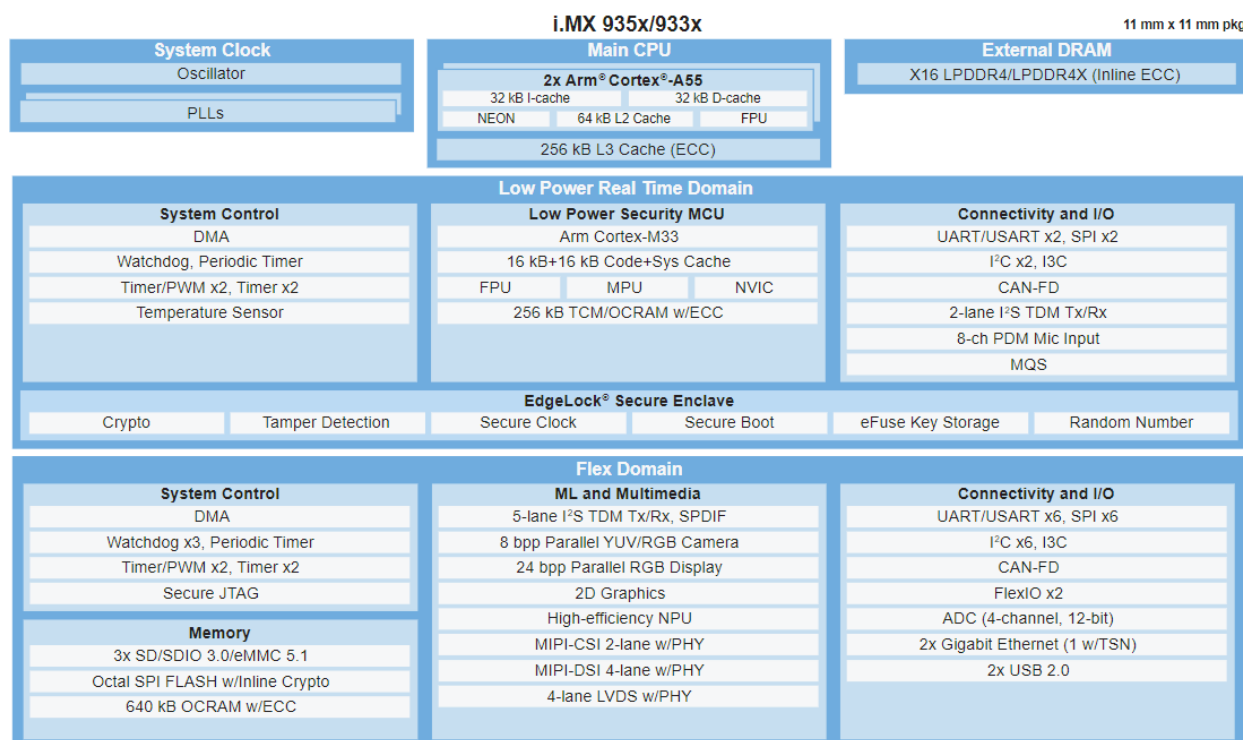 i.MX 935x/933x
11 mm x 11 mm pkg
System Clock
Oscillator
PLLs
Main CPU
2x Arm® Cortex®-A55
32 kB I-cache 32 kB D-cache
NEON 64 kB L2 Cache FPU
256 kB L3 Cache (ECC)
External DRAM
X16 LPDDR4/LPDDR4X (Inline ECC)
Low Power Real Time Domain
System Control
DMA
Watchdog, Periodic Timer
Timer/PWM x2, Timer x2
Temperature Sensor
Low Power Security MCU
Arm Cortex-M33
16 kB+16 kB Code+Sys Cache
FPU MPU NVIC
256 kB TCM/OCRAM w/ECC
Connectivity and I/O
UART/USART x2, SPI x2
I²C x2, I3C
CAN-FD
2-lane I²S TDM Tx/Rx
8-ch PDM Mic Input
MQS
EdgeLock® Secure Enclave
Crypto Tamper Detection Secure Clock Secure Boot eFuse Key Storage Random Number
Flex Domain
System Control
DMA
Watchdog x3, Periodic Timer
Timer/PWM x2, Timer x2
Secure JTAG
Memory
3x SD/SDIO 3.0/eMMC 5.1
Octal SPI FLASH w/Inline Crypto
640 kB OCRAM w/ECC
ML and Multimedia
5-lane I²S TDM Tx/Rx, SPDIF
8 bpp Parallel YUV/RGB Camera
24 bpp Parallel RGB Display
2D Graphics
High-efficiency NPU
MIPI-CSI 2-lane w/PHY
MIPI-DSI 4-lane w/PHY
4-lane LVDS w/PHY
Connectivity and I/O
UART/USART x6, SPI x6
I²C x6, I3C
CAN-FD
FlexIO x2
ADC (4-channel, 12-bit)
2x Gigabit Ethernet (1 w/TSN)
2x USB 2.0